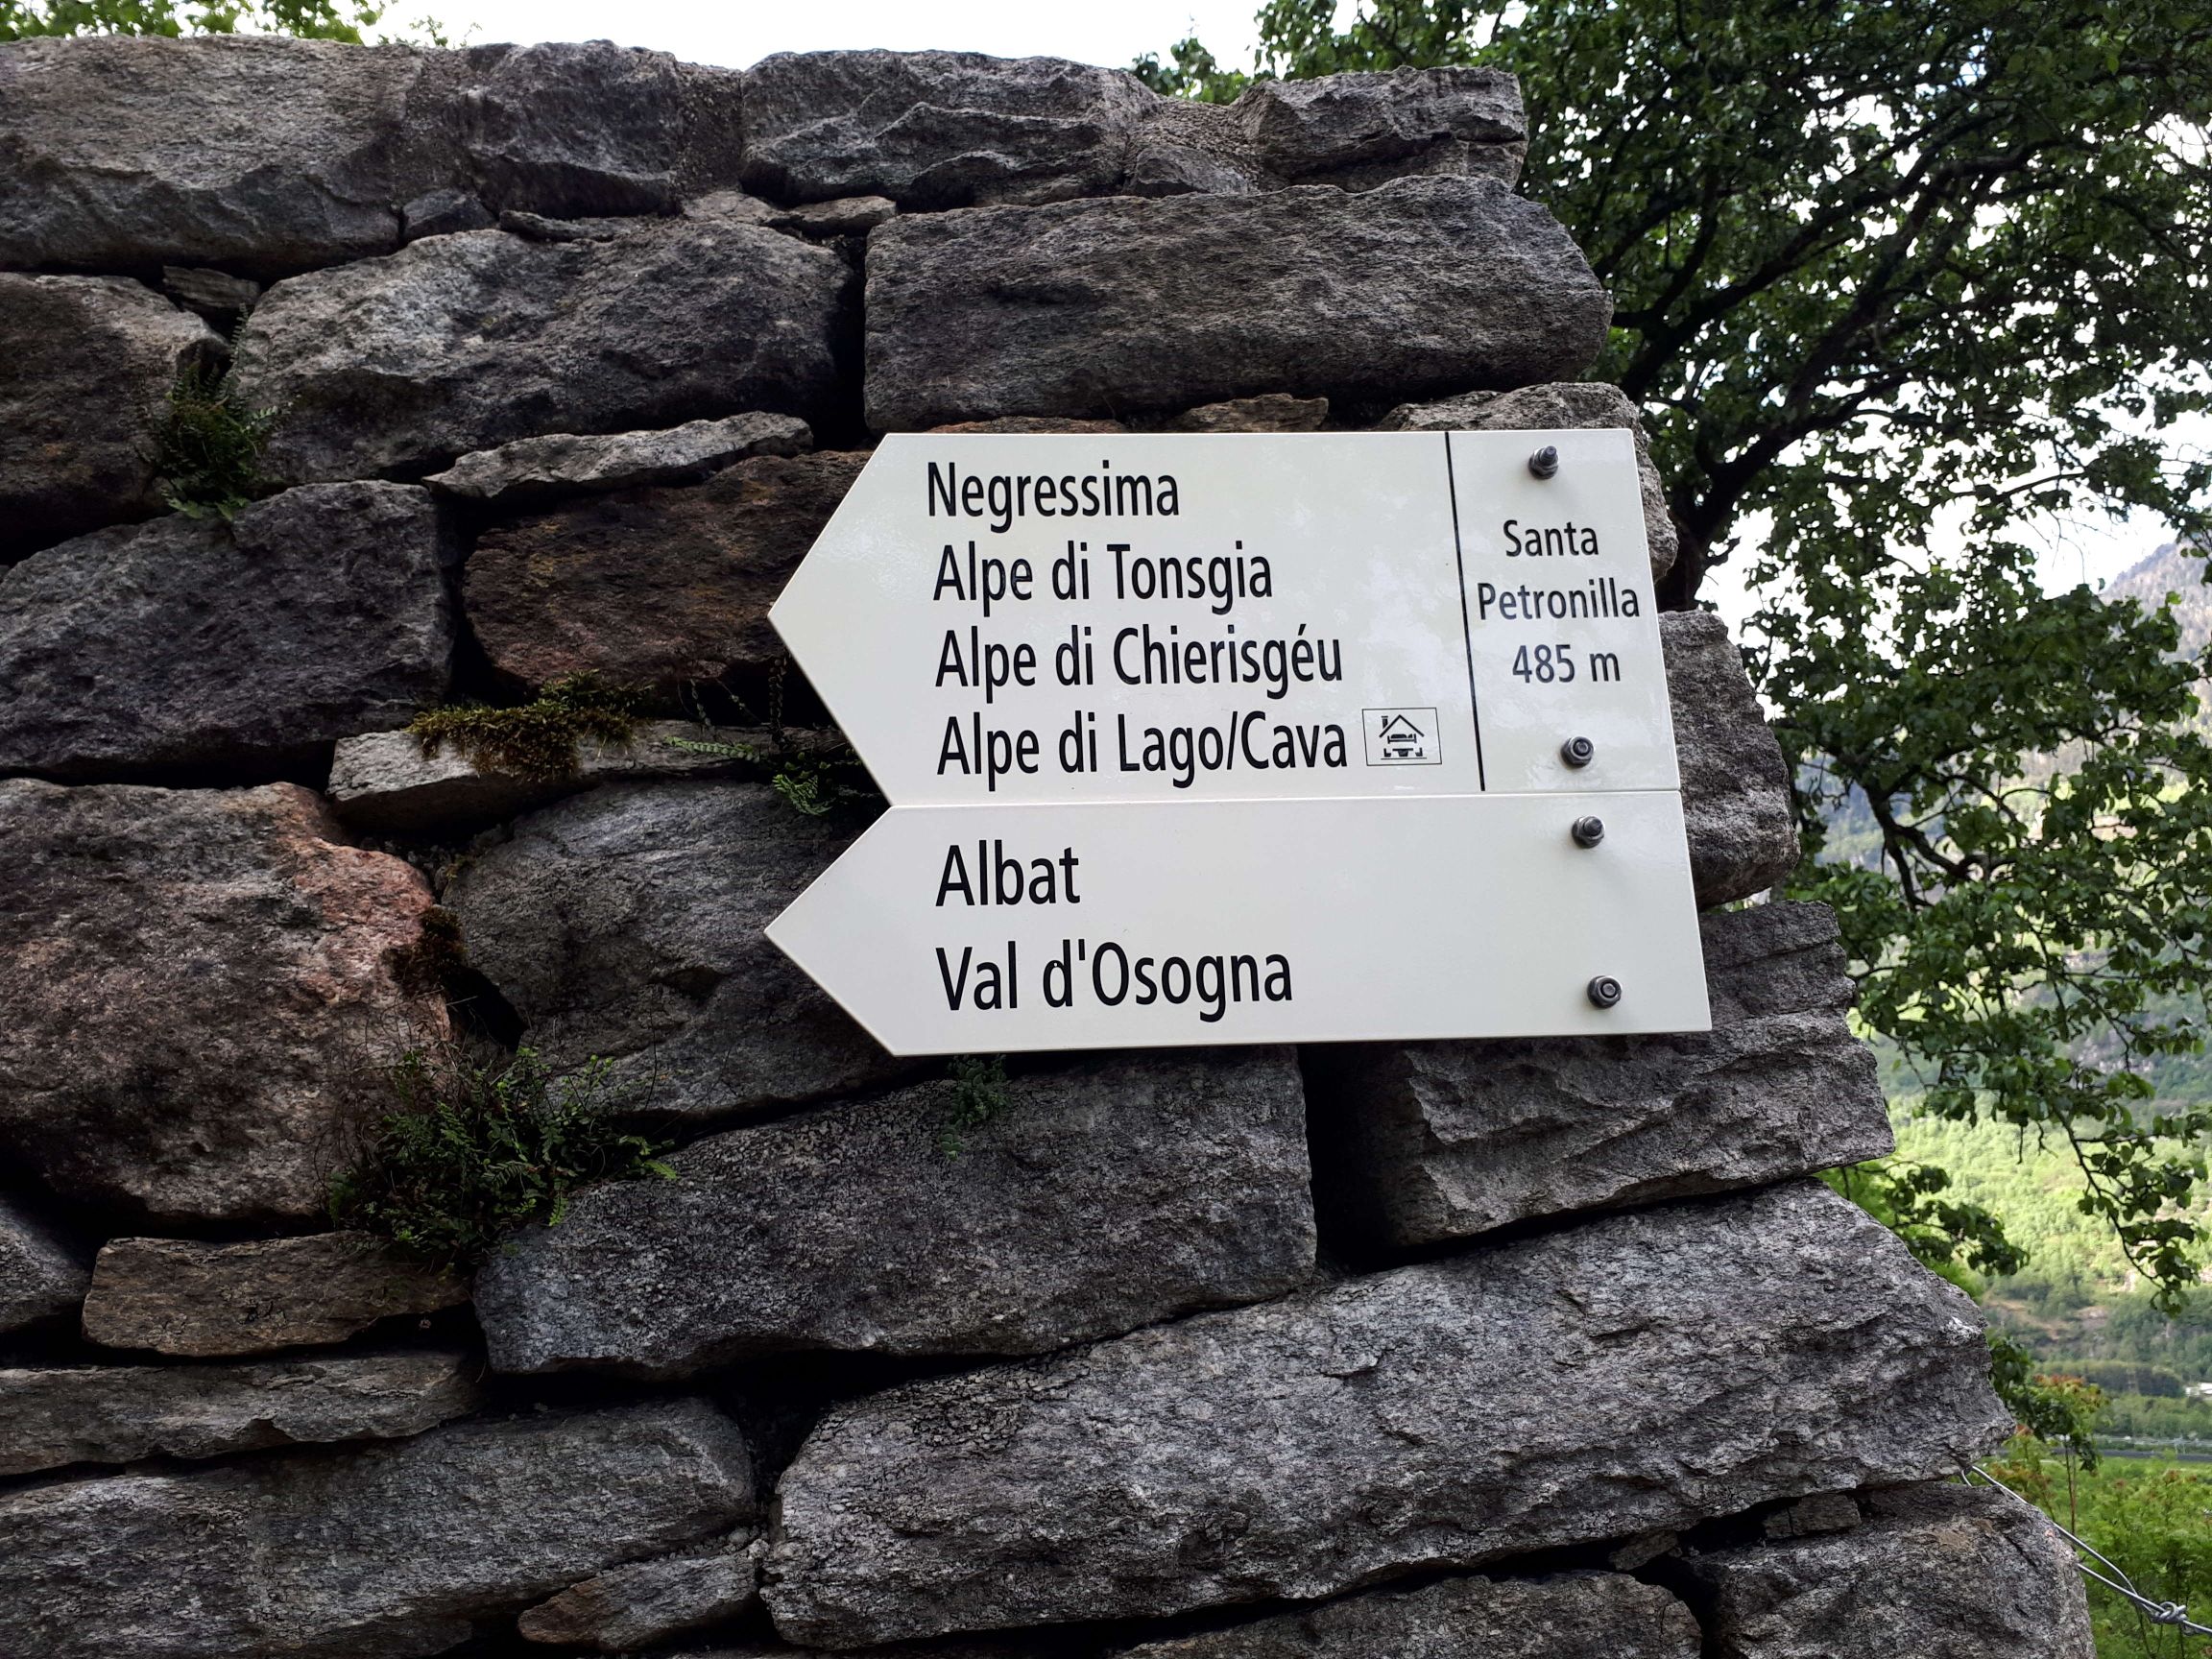 Negressima
Alpe di Tonsgia
Alpe di Chierisgéu
Alpe di Lago/Cava
Santa
Petronilla
485 m
Albat
Val d'Osogna